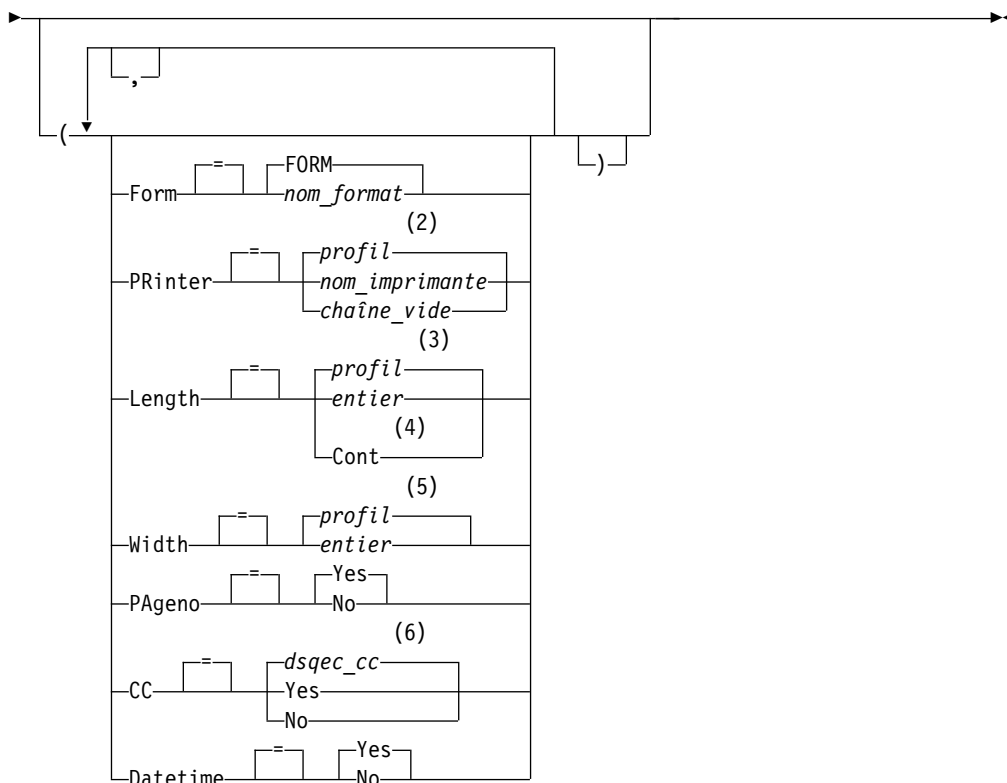 ,
(
)
= FORM
Form nom_format
(2)
= profil
PRinter nom_imprimante
chaîne_vide
(3)
= profil
Length entier
(4)
Cont
(5)
= profil
Width entier
= Yes
PAgeno No
(6)
= dsqec_cc
CC Yes
No
= Yes
Datetime No